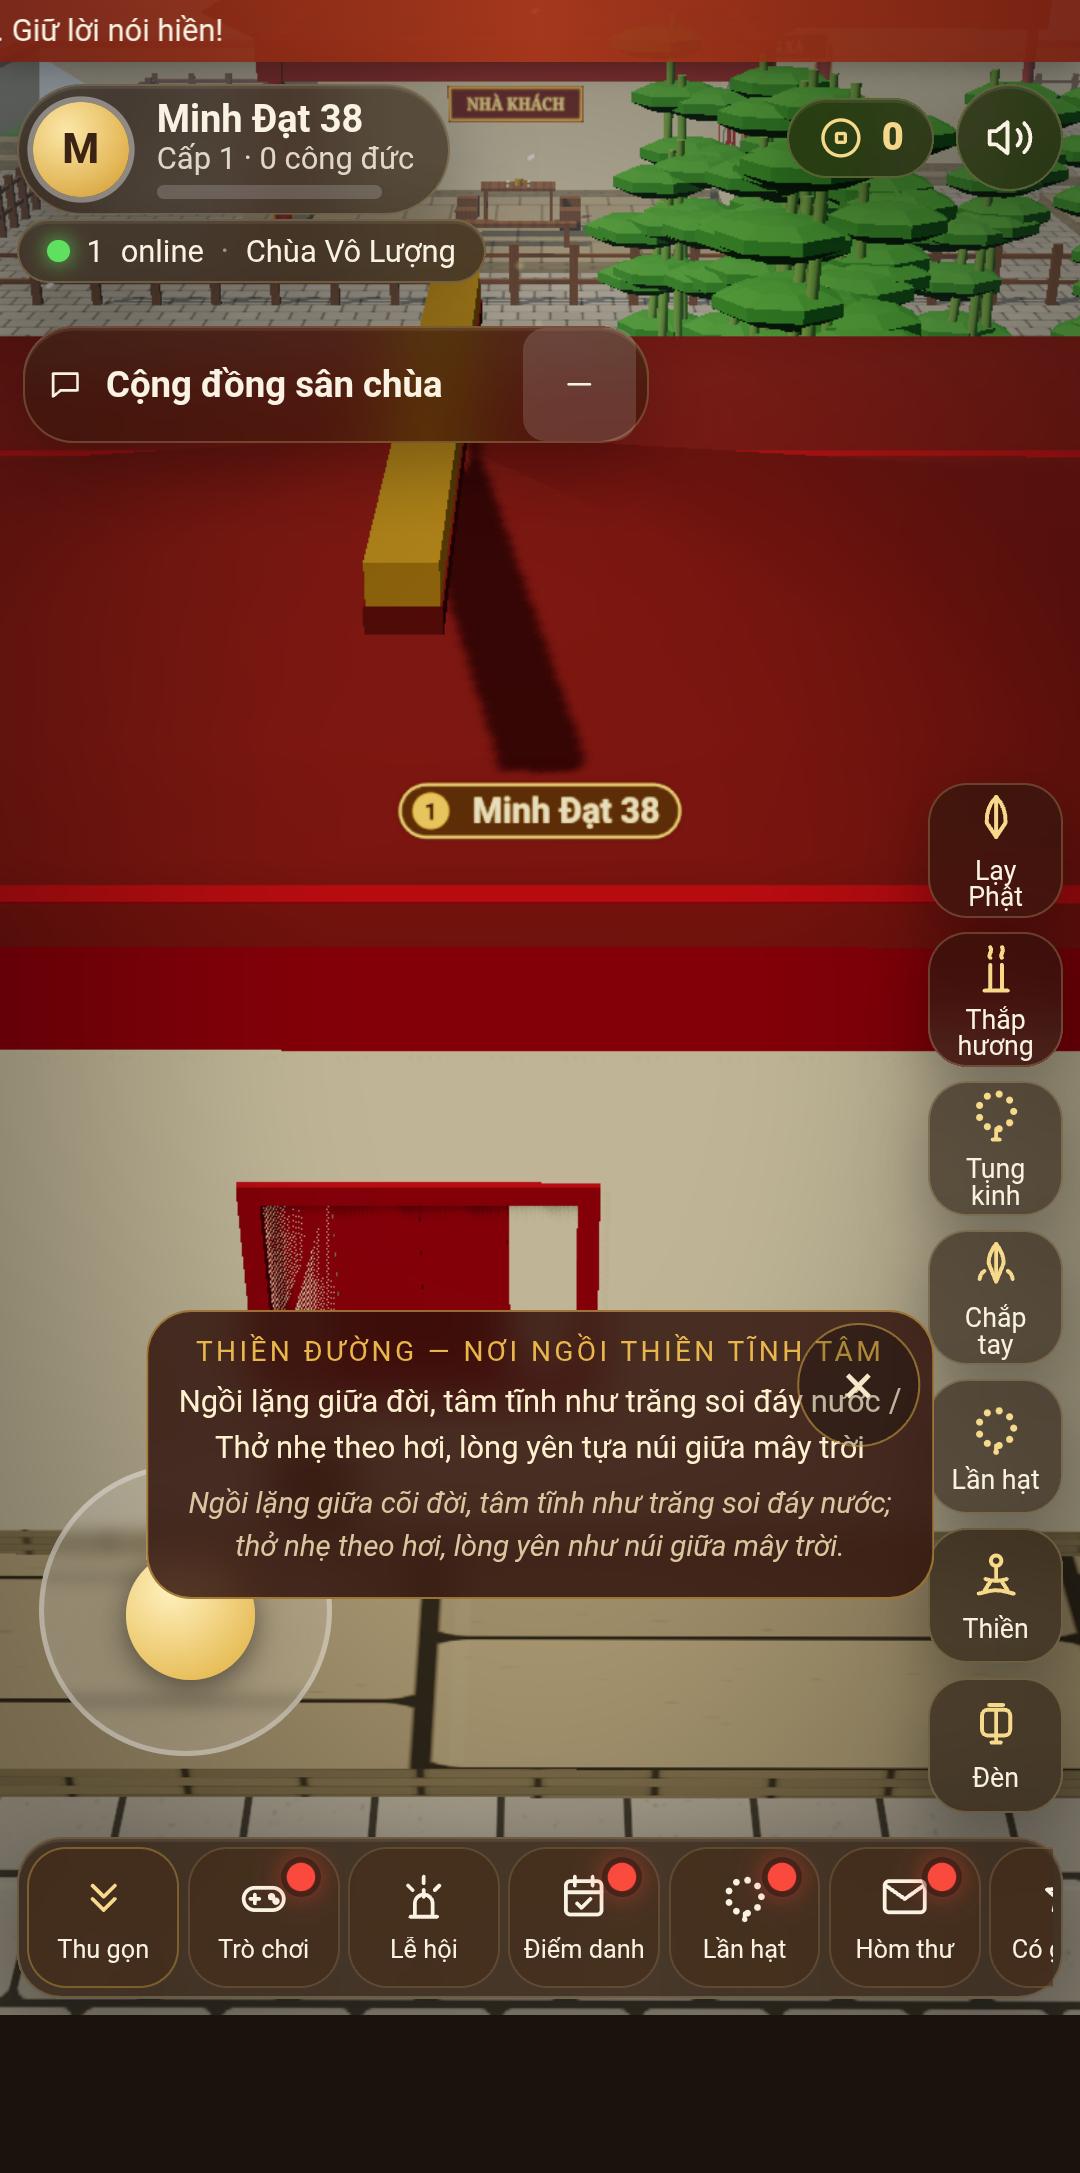 . Giữ lời nói hiền!
NHÀ KHÁCH
M
Minh Đạt 38
Cấp 1 · 0 công đức
0
1 online · Chùa Vô Lượng
Cộng đồng sân chùa
1 Minh Đạt 38
Lạy
Phật
Thắp
hương
Tụng
kinh
Chắp
tay
THIỀN ĐƯỜNG — NƠI NGỒI THIỀN TĨNH TÂM
Ngồi lặng giữa đời, tâm tĩnh như trăng soi đáy nước /
Thở nhẹ theo hơi, lòng yên tựa núi giữa mây trời
Ngồi lặng giữa cõi đời, tâm tĩnh như trăng soi đáy nước;
thở nhẹ theo hơi, lòng yên như núi giữa mây trời.
Lần hạt
Thiền
Đèn
Thu gọn
Trò chơi
Lễ hội
Điểm danh
Lần hạt
Hòm thư
Có